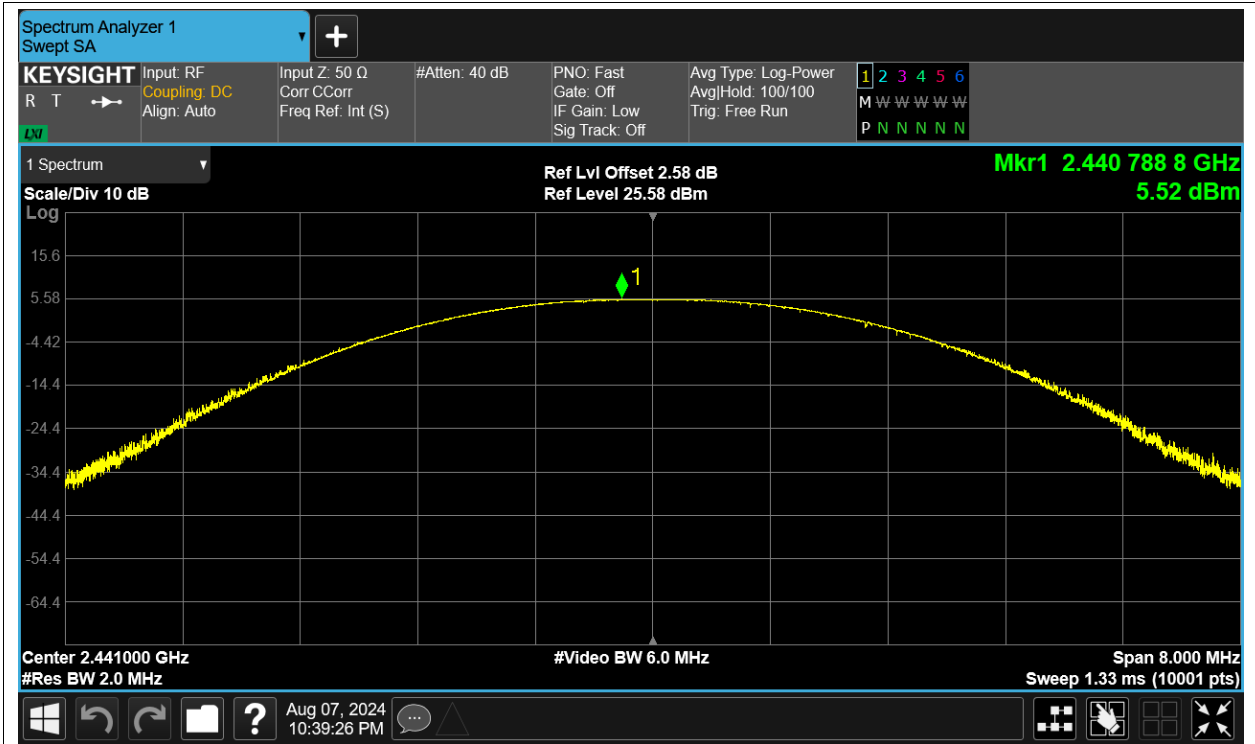 Spectrum Analyzer 1
Swept SA
KEYSIGHT
R T
LXI
Input: RF
Coupling: DC
Align: Auto
Input Z: 50 Ω
Corr CCorr
Freq Ref: Int (S)
#Atten: 40 dB
PNO: Fast
Gate: Off
IF Gain: Low
Sig Track: Off
Avg Type: Log-Power
Avg|Hold: 100/100
Trig: Free Run
1 2 3 4 5 6
M W W W W W
P N N N N N
1 Spectrum
Scale/Div 10 dB
Log
Ref Lvl Offset 2.58 dB
Ref Level 25.58 dBm
Mkr1 2.440 788 8 GHz
5.52 dBm
1
15.6
5.58
-4.42
-14.4
-24.4
-34.4
-44.4
-54.4
-64.4
Center 2.441000 GHz
#Res BW 2.0 MHz
#Video BW 6.0 MHz
Span 8.000 MHz
Sweep 1.33 ms (10001 pts)
?
Aug 07, 2024
10:39:26 PM